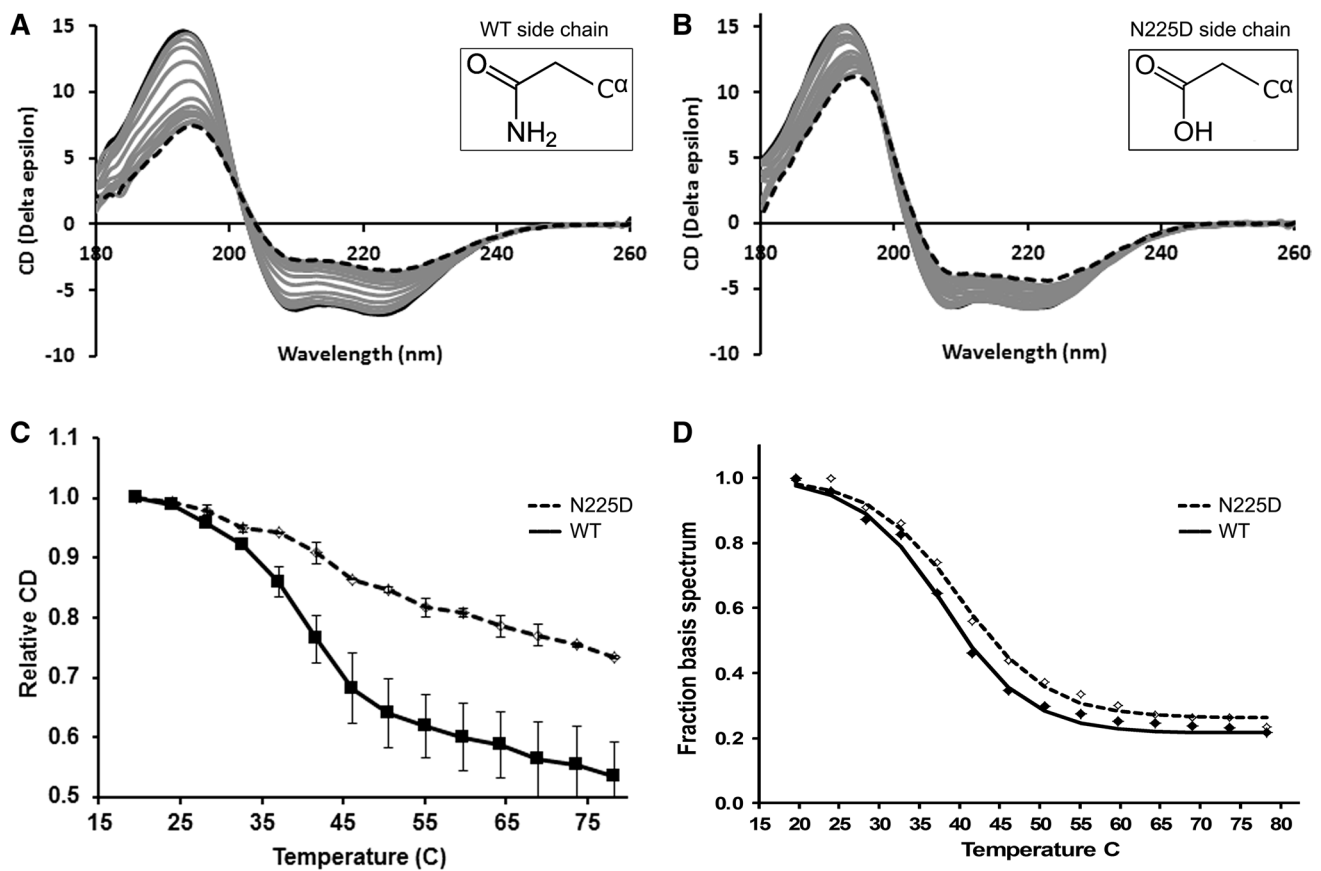 A
WT side chain
O
Cα
NH2
CD (Delta epsilon)
15
10
5
0
-5
-10
180
200
220
240
260
Wavelength (nm)
B
N225D side chain
O
Cα
OH
CD (Delta epsilon)
15
10
5
0
-5
-10
180
200
220
240
260
Wavelength (nm)
C
Relative CD
1.1
1.0
0.9
0.8
0.7
0.6
0.5
N225D
WT
15 25 35 45 55 65 75
Temperature (C)
D
Fraction basis spectrum
1.0
0.8
0.6
0.4
0.2
0.0
N225D
WT
15 20 25 30 35 40 45 50 55 60 65 70 75 80
Temperature C